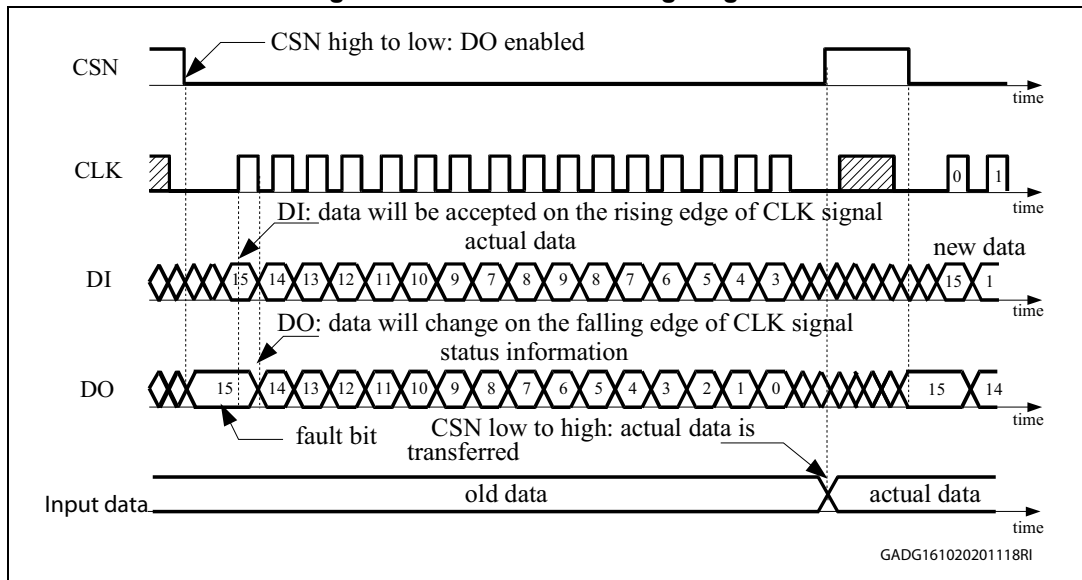 CSN high to low: DO enabled
CSN
time
CLK
0 1
time
DI: data will be accepted on the rising edge of CLK signal
actual data
new data
DI
15 14 13 12 11 10 9 7 8 9 8 7 6 5 4 3 15 1
time
DO: data will change on the falling edge of CLK signal
status information
DO
15 14 13 12 11 10 9 8 7 6 5 4 3 2 1 0 15 14
time
fault bit
CSN low to high: actual data is
transferred
Input data
old data
actual data
time
GADG161020201118RI